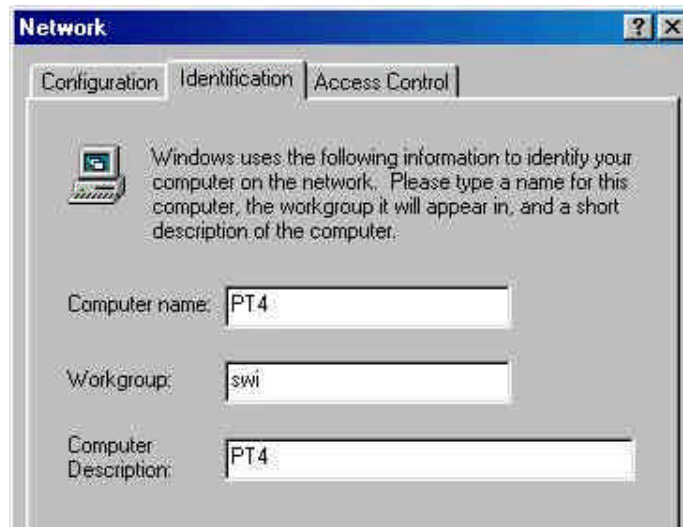 Network
Configuration Identification Access Control
Windows uses the following information to identify your
computer on the network. Please type a name for this
computer, the workgroup it will appear in, and a short
description of the computer.
Computer name: PT4
Workgroup: swi
Computer
Description: PT4